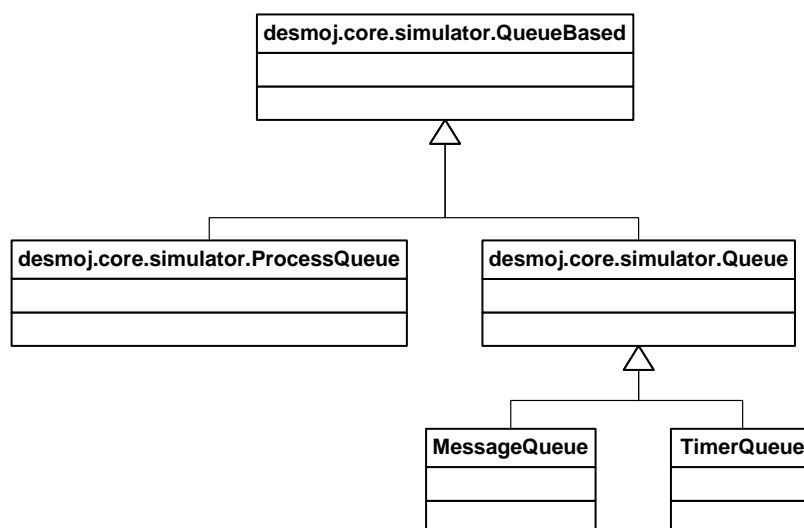 desmoj.core.simulator.QueueBased
desmoj.core.simulator.ProcessQueue
desmoj.core.simulator.Queue
MessageQueue
TimerQueue